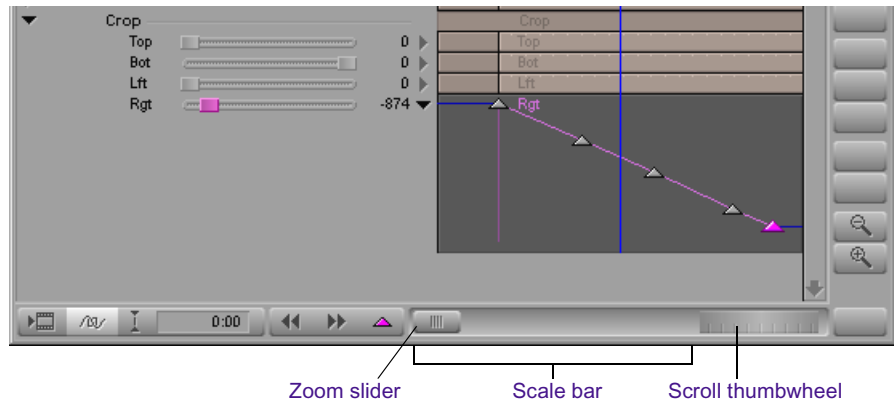 Crop
Crop
Top 0
Top
Bot 0
Bot
Lft 0
Lft
Rgt -874
Rgt
0:00
Zoom slider Scale bar Scroll thumbwheel